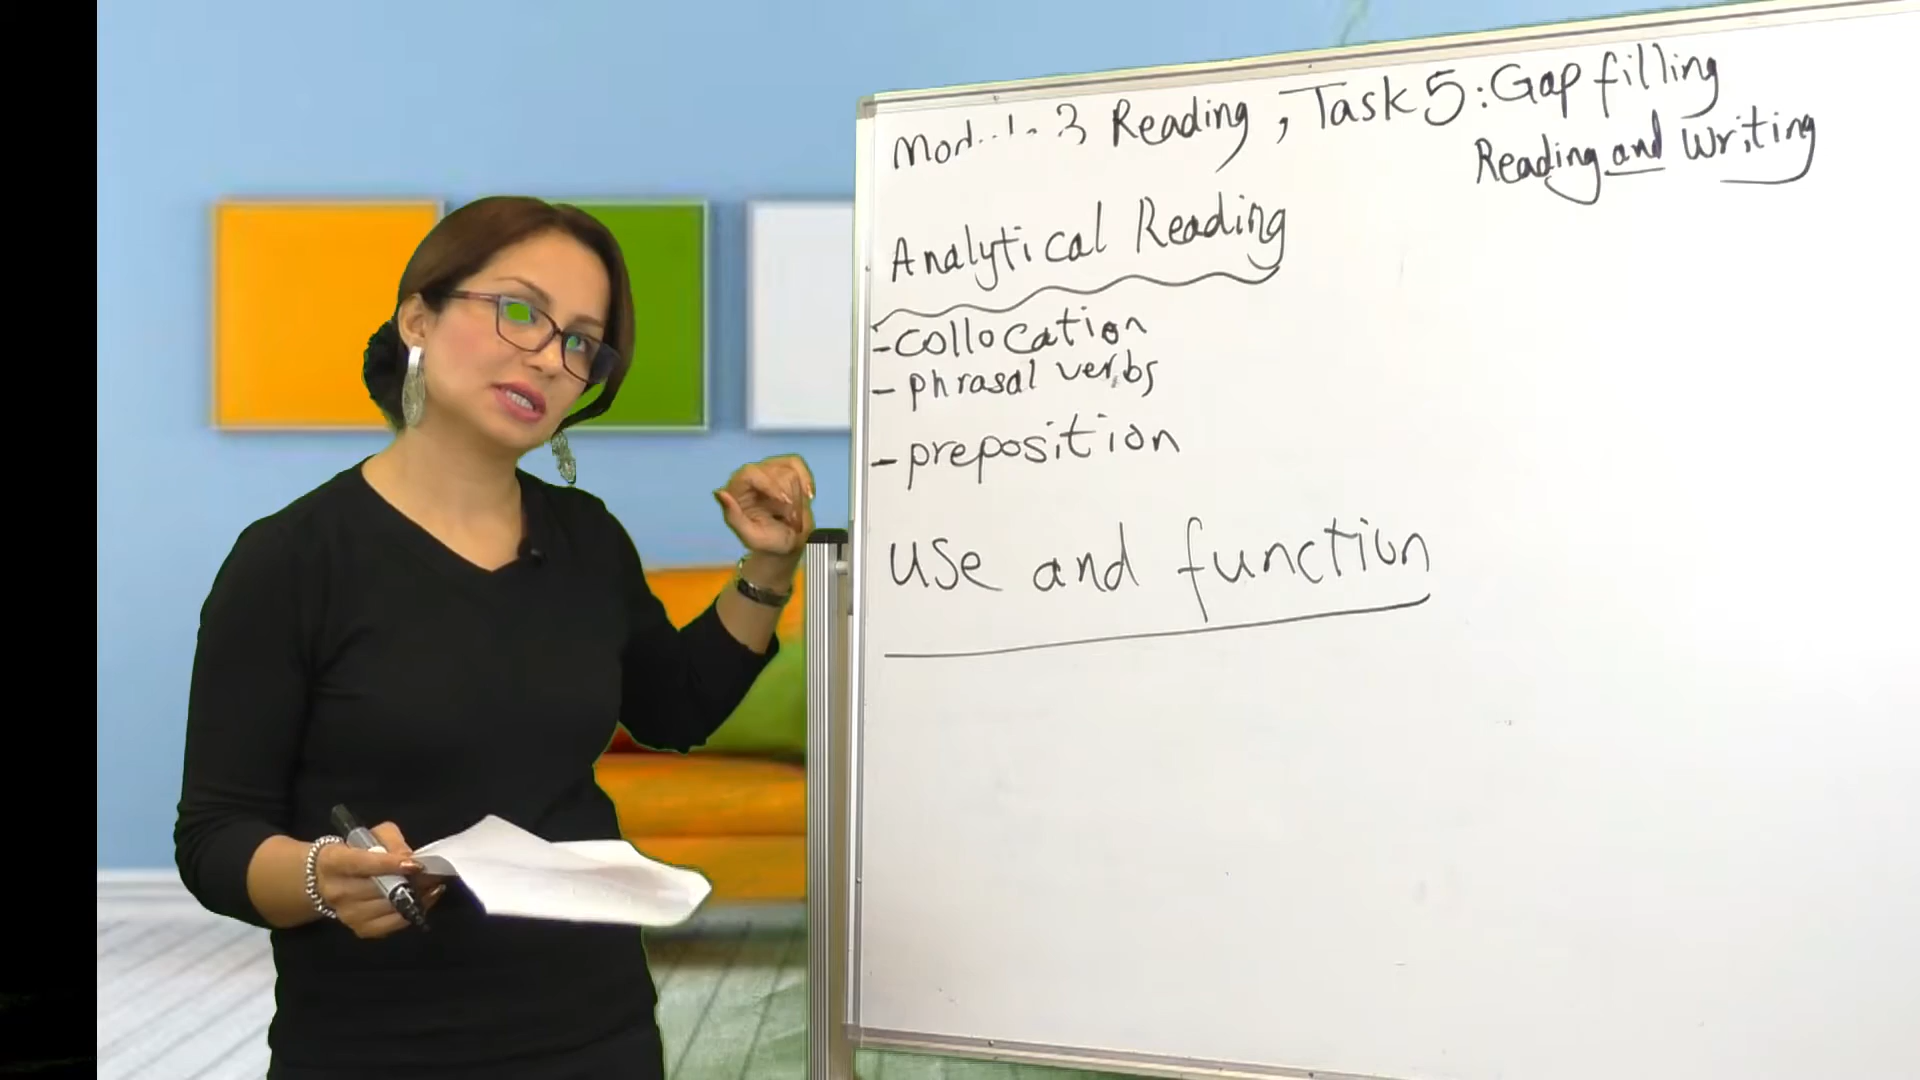 3 Reading, Task 5: Gap filling
Reading and Writing
Analytical Reading
- collocation
- phrasal verbs
- preposition
use and function